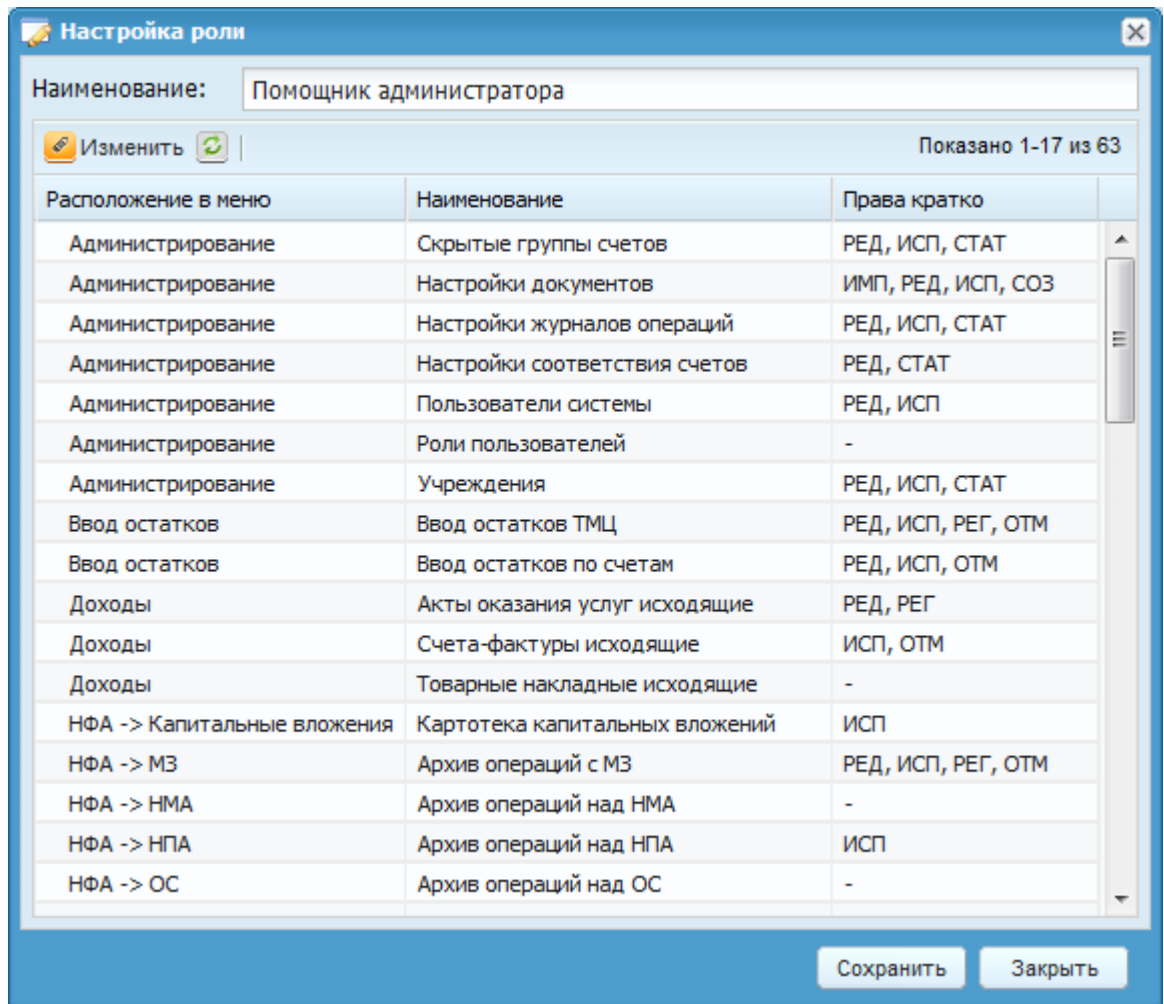 Настройка роли
Наименование: Помощник администратора
Изменить Показано 1-17 из 63
Расположение в меню Наименование Права кратко
Администрирование Скрытые группы счетов РЕД, ИСП, СТАТ
Администрирование Настройки документов ИМП, РЕД, ИСП, СОЗ
Администрирование Настройки журналов операций РЕД, ИСП, СТАТ
Администрирование Настройки соответствия счетов РЕД, СТАТ
Администрирование Пользователи системы РЕД, ИСП
Администрирование Роли пользователей -
Администрирование Учреждения РЕД, ИСП, СТАТ
Ввод остатков Ввод остатков ТМЦ РЕД, ИСП, РЕГ, ОТМ
Ввод остатков Ввод остатков по счетам РЕД, ИСП, ОТМ
Доходы Акты оказания услуг исходящие РЕД, РЕГ
Доходы Счета-фактуры исходящие ИСП, ОТМ
Доходы Товарные накладные исходящие -
НФА -> Капитальные вложения Картотека капитальных вложений ИСП
НФА -> МЗ Архив операций с МЗ РЕД, ИСП, РЕГ, ОТМ
НФА -> НМА Архив операций над НМА -
НФА -> НПА Архив операций над НПА ИСП
НФА -> ОС Архив операций над ОС -
Сохранить Закрыть